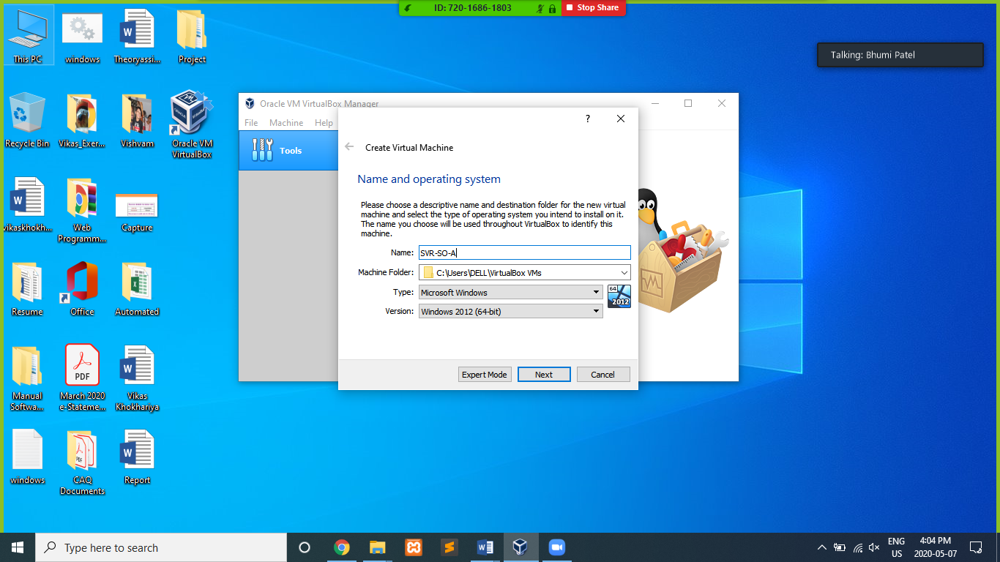 ID: 720-1686-1803
Stop Share
Talking: Bhumi Patel
This PC
windows
Theoryassi...
Project
Recycle Bin
Vikas_Exer...
Vishvam
Oracle VM
VirtualBox
vikaskhokh...
Web
Programm...
Capture
Resume
Office
Automated
Manual
Softwa...
PDF
March 2020
e-Stateme...
Vikas
Khokhariya
windows
CAQ
Documents
Report
Oracle VM VirtualBox Manager
File Machine Help
Tools
?
Create Virtual Machine
Name and operating system
Please choose a descriptive name and destination folder for the new virtual
machine and select the type of operating system you intend to install on it.
The name you choose will be used throughout VirtualBox to identify this
machine.
Name: SVR-SO-A
Machine Folder: C:\Users\DELL\VirtualBox VMs
Type: Microsoft Windows
64
2012
Version: Windows 2012 (64-bit)
Expert Mode Next Cancel
Type here to search
ENG
US
4:04 PM
2020-05-07